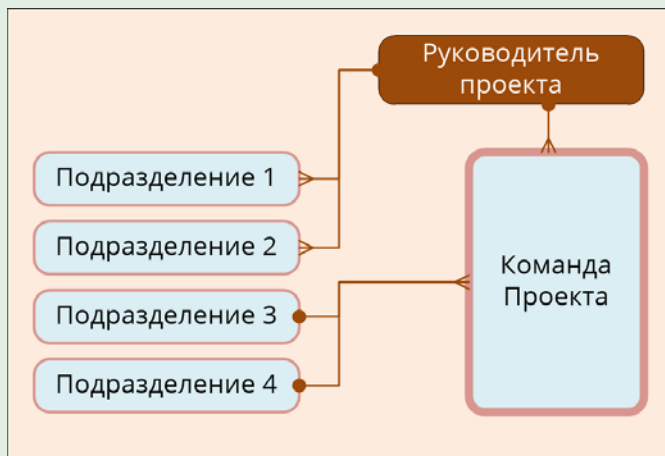 Руководитель
проекта
Подразделение 1
Подразделение 2
Подразделение 3
Подразделение 4
Команда
Проекта